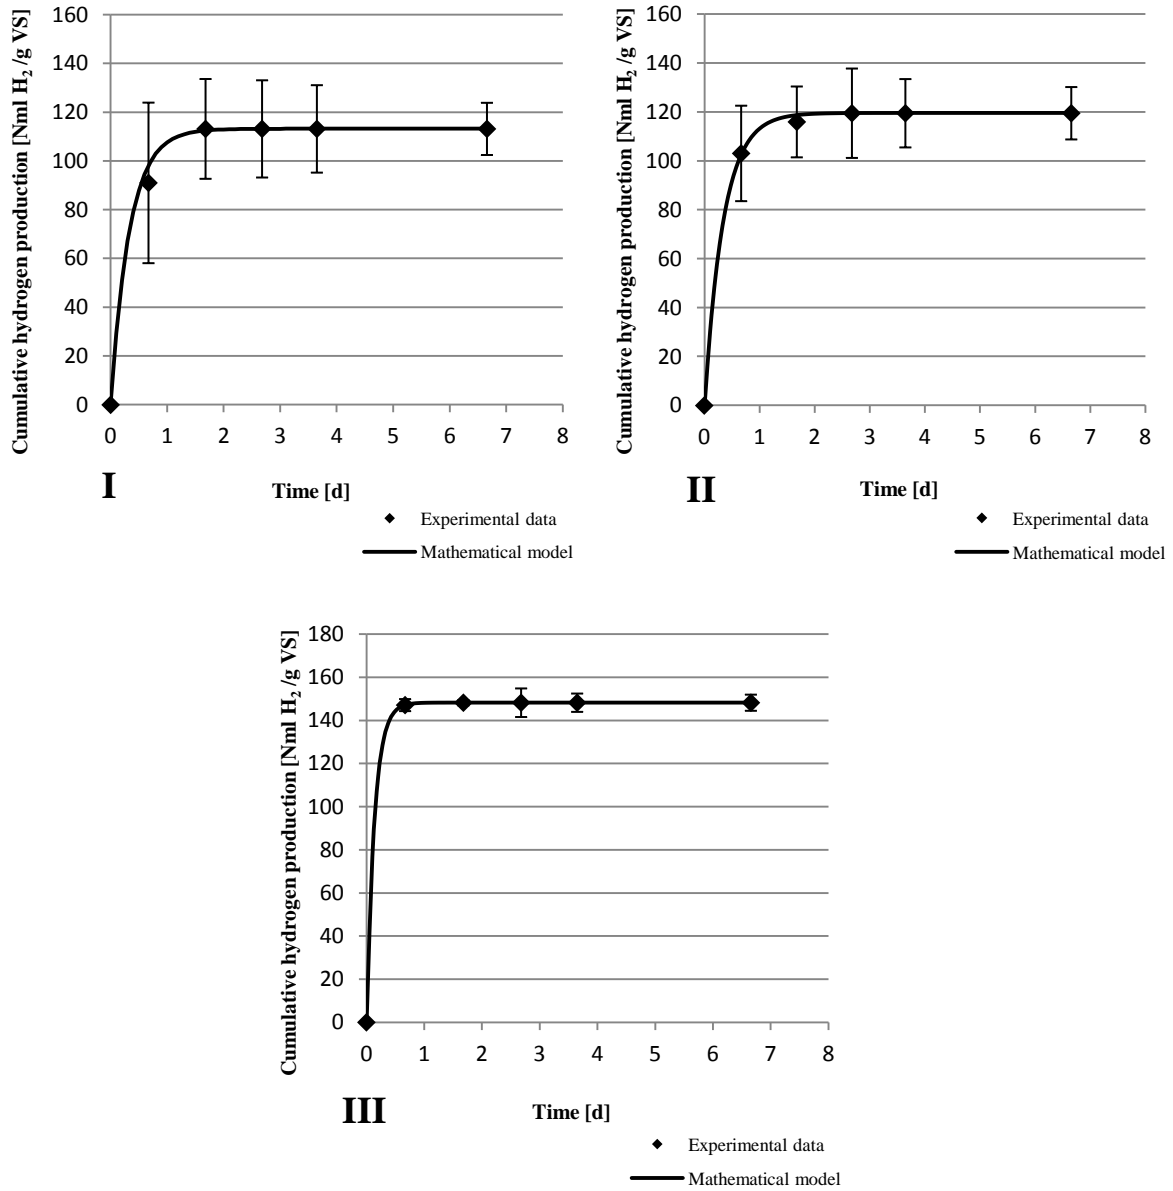 Cumulative hydrogen production [Nml H₂ /g VS]
160
140
120
100
80
60
40
20
0
0 1 2 3 4 5 6 7 8
I
Time [d]
Experimental data
Mathematical model
Cumulative hydrogen production [Nml H₂ /g VS]
160
140
120
100
80
60
40
20
0
0 1 2 3 4 5 6 7 8
II
Time [d]
Experimental data
Mathematical model
Cumulative hydrogen production [Nml H₂ /g VS]
180
160
140
120
100
80
60
40
20
0
0 1 2 3 4 5 6 7 8
III
Time [d]
Experimental data
Mathematical model